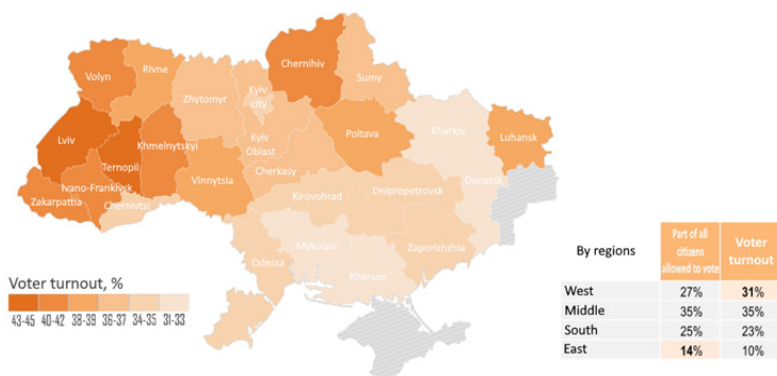 Chernihiv
Volyn
Rivne
Sumy
Kyiv
city
Zhytomyr
Lviv
Poltava
Kharkiv
Luhansk
Ternopil
Khmelnytskyi
Kyiv
Oblast
Cherkasy
Vinnytsia
Ivano-Frankivsk
Zakarpattia
Chernivtsi
Kirovohrad
Dnipropetrovsk
Donetsk
Mykolaiv
Zaporizhzhia
Odessa
Kherson
Voter turnout, %
43-45 40-42 38-39 36-37 34-35 31-33
By regions
Part of all
citizens
allowed to vote
Voter
turnout
West 27% 31%
Middle 35% 35%
South 25% 23%
East 14% 10%